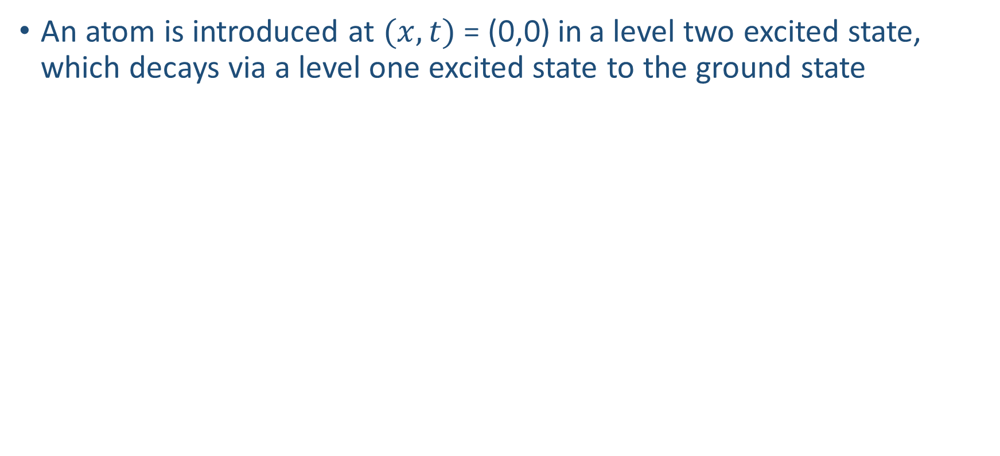 • An atom is introduced at (x, t) = (0,0) in a level two excited state,
which decays via a level one excited state to the ground state